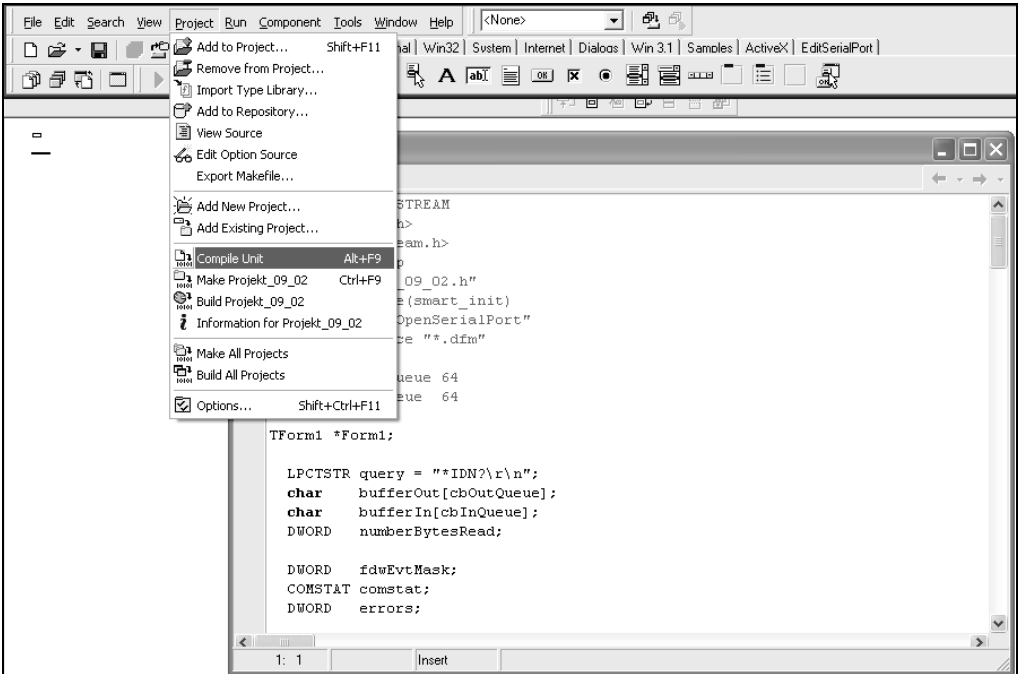 File Edit Search View Project Run Component Tools Window Help <None>
Win32 System Internet Dialogs Win 3.1 Samples ActiveX EditSerialPort
Add to Project... Shift+F11
Remove from Project...
Import Type Library...
Add to Repository...
View Source
Edit Option Source
Export Makefile...
Add New Project...
Add Existing Project...
Compile Unit Alt+F9
Make Projekt_09_02 Ctrl+F9
Build Projekt_09_02
Information for Projekt_09_02
Make All Projects
Build All Projects
Options... Shift+Ctrl+F11
STREAM
h>
eam.h>
p
_09_02.h"
e(smart_init)
OpenSerialPort"
ce "*.dfm"
ueue 64
eue 64
TForm1 *Form1;
LPCTSTR query = "*IDN?\r\n";
char bufferOut[cbOutQueue];
char bufferIn[cbInQueue];
DWORD numberBytesRead;
DWORD fdwEvtMask;
COMSTAT comstat;
DWORD errors;
1: 1 Insert